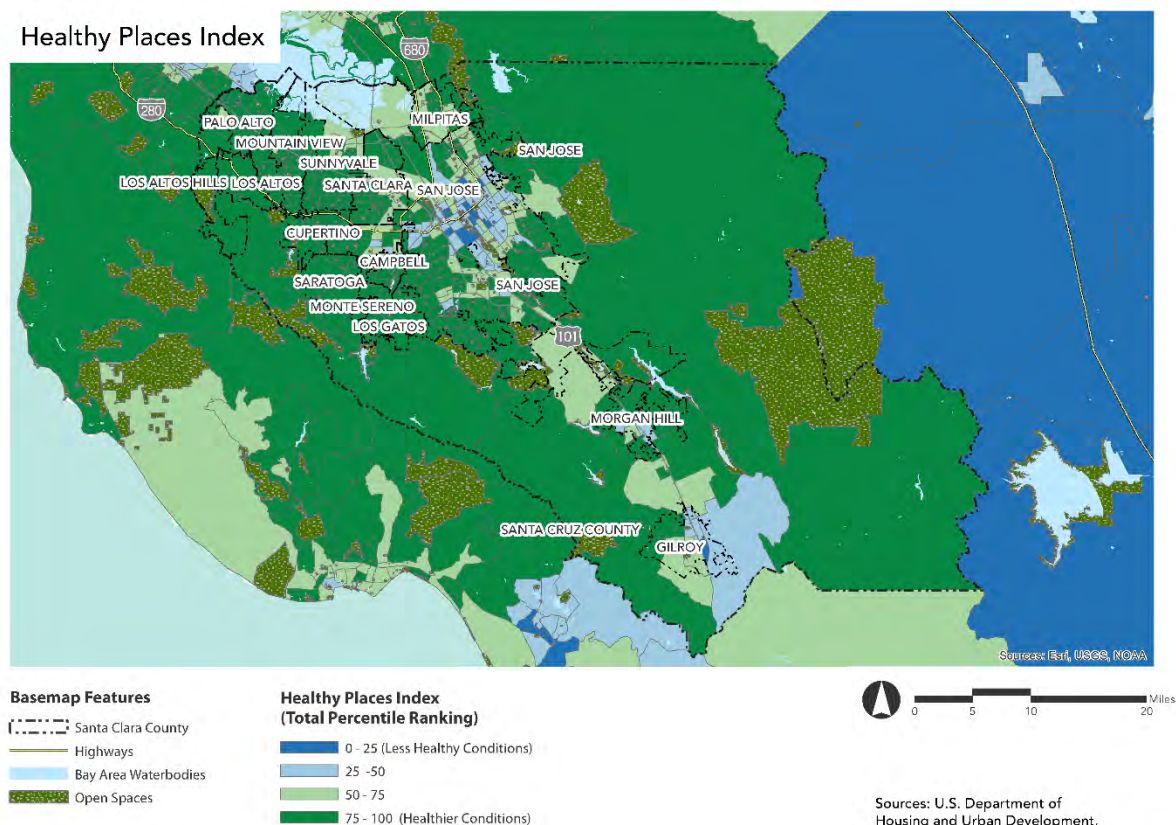 Healthy Places Index
680
280
PALO ALTO
MILPITAS
MOUNTAIN VIEW
SAN JOSE
SUNNYVALE
LOS ALTOS HILLS
LOS ALTOS
SANTA CLARA
SAN JOSE
CUPERTINO
CAMPBELL
SARATOGA
SAN JOSE
MONTE SERENO
LOS GATOS
101
MORGAN HILL
SANTA CRUZ COUNTY
GILROY
Sources: Esri, USGS, NOAA
Basemap Features
Santa Clara County
Highways
Bay Area Waterbodies
Open Spaces
Healthy Places Index
(Total Percentile Ranking)
0 - 25 (Less Healthy Conditions)
25 -50
50 - 75
75 - 100 (Healthier Conditions)
Miles
0 5 10 20
Sources: U.S. Department of
Housing and Urban Development,